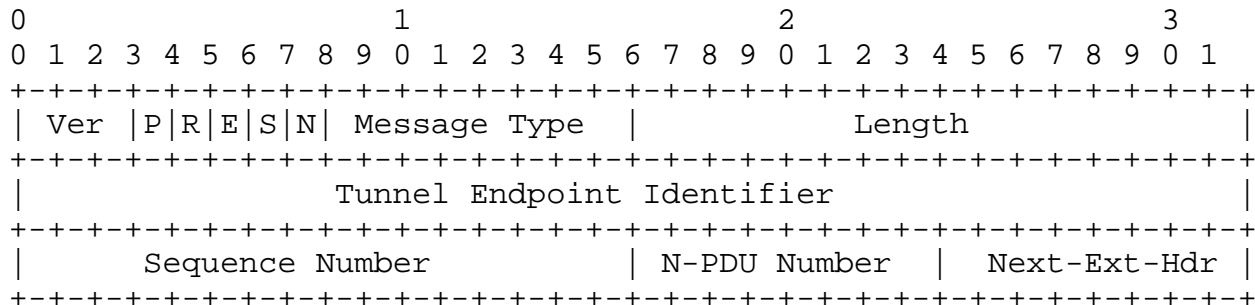 0                   1                   2                   3
0 1 2 3 4 5 6 7 8 9 0 1 2 3 4 5 6 7 8 9 0 1 2 3 4 5 6 7 8 9 0 1
+-+-+-+-+-+-+-+-+-+-+-+-+-+-+-+-+-+-+-+-+-+-+-+-+-+-+-+-+-+-+-+-+
| Ver |P|R|E|S|N| Message Type  |           Length              |
+-+-+-+-+-+-+-+-+-+-+-+-+-+-+-+-+-+-+-+-+-+-+-+-+-+-+-+-+-+-+-+-+
|                Tunnel Endpoint Identifier                     |
+-+-+-+-+-+-+-+-+-+-+-+-+-+-+-+-+-+-+-+-+-+-+-+-+-+-+-+-+-+-+-+-+
|      Sequence Number          | N-PDU Number  |  Next-Ext-Hdr |
+-+-+-+-+-+-+-+-+-+-+-+-+-+-+-+-+-+-+-+-+-+-+-+-+-+-+-+-+-+-+-+-+